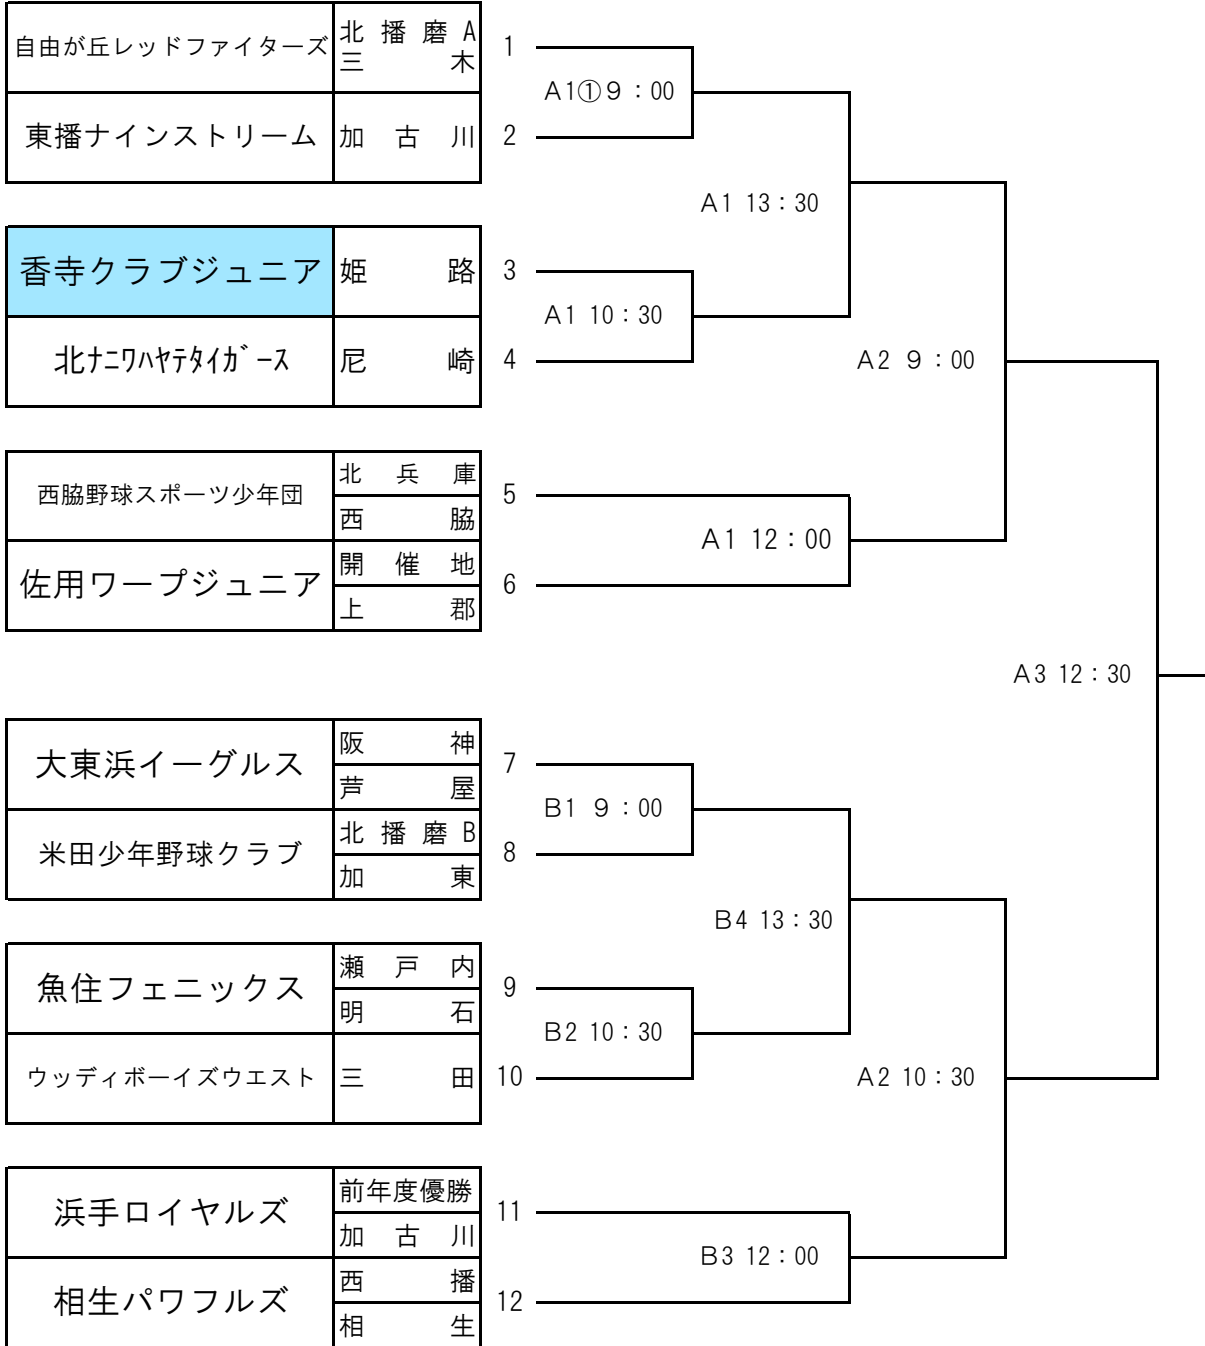 自由が丘レッドファイターズ 北播磨A 三木 1
A1①9：00
東播ナインストリーム 加古川 2
A1 13：30
香寺クラブジュニア 姫路 3
A1 10：30
北ナニワハヤテタイガース 尼崎 4
A2 9：00
西脇野球スポーツ少年団 北兵庫 西脇 5
A1 12：00
佐用ワープジュニア 開催地 上郡 6
A3 12：30
大東浜イーグルス 阪神 芦屋 7
B1 9：00
米田少年野球クラブ 北播磨B 加東 8
B4 13：30
魚住フェニックス 瀬戸内 明石 9
B2 10：30
ウッディボーイズウエスト 三田 10
A2 10：30
浜手ロイヤルズ 前年度優勝 加古川 11
B3 12：00
相生パワフルズ 西播 相生 12